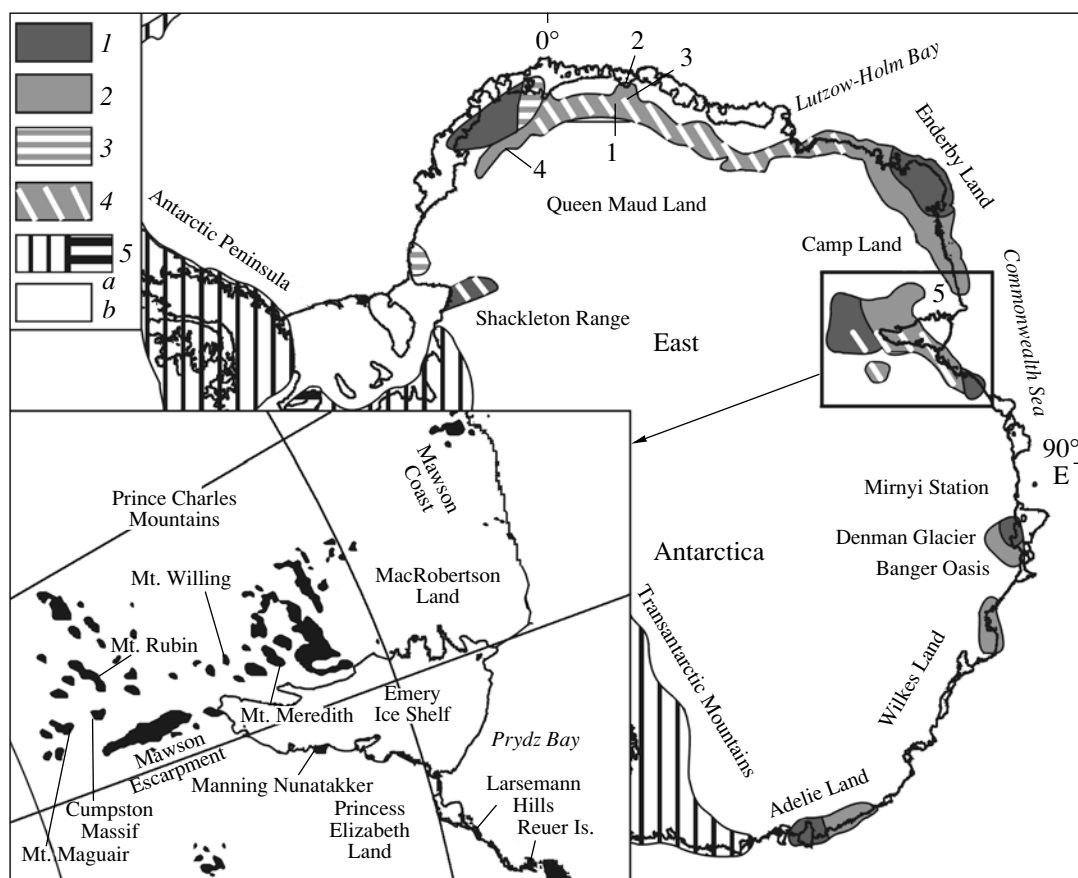 1
2
3
4
5
a
b
0°
2
3
1
4
5
Lutzow-Holm Bay
Enderby Land
Queen Maud Land
Camp Land
Antarctic Peninsula
Shackleton Range
East
Commonwealth Sea
90°
E
Mirnyi Station
Denman Glacier
Banger Oasis
Antarctica
Transantarctic Mountains
Wilkes Land
Adelie Land
Mawson
Coast
Prince Charles
Mountains
Mt. Willing
MacRobertson
Land
Mt. Rubin
Mt. Meredith
Emery
Ice Shelf
Prydz Bay
Mawson
Escarpment
Manning Nunatakker
Cumpston
Massif
Mt. Maguair
Princess
Elizabeth
Land
Larsemann
Hills
Reuer Is.